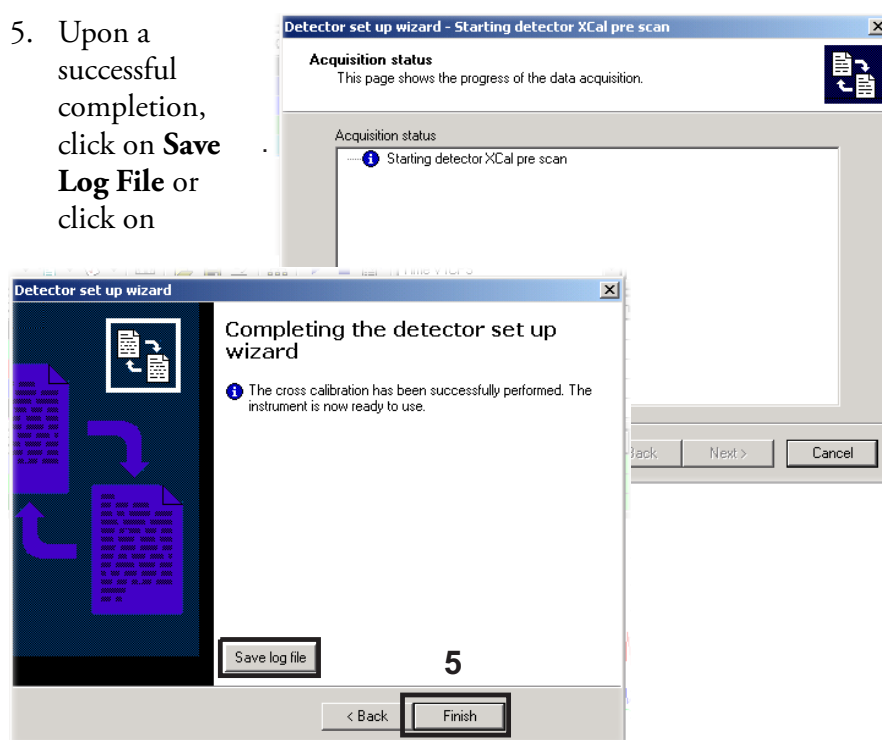 5. Upon a
successful
completion,
click on Save
Log File or
click on
.
Detector set up wizard - Starting detector XCal pre scan
Acquisition status
This page shows the progress of the data acquisition.
Acquisition status
Starting detector XCal pre scan
Back Next > Cancel
Detector set up wizard
Completing the detector set up
wizard
The cross calibration has been successfully performed. The
instrument is now ready to use.
Save log file
5
< Back Finish